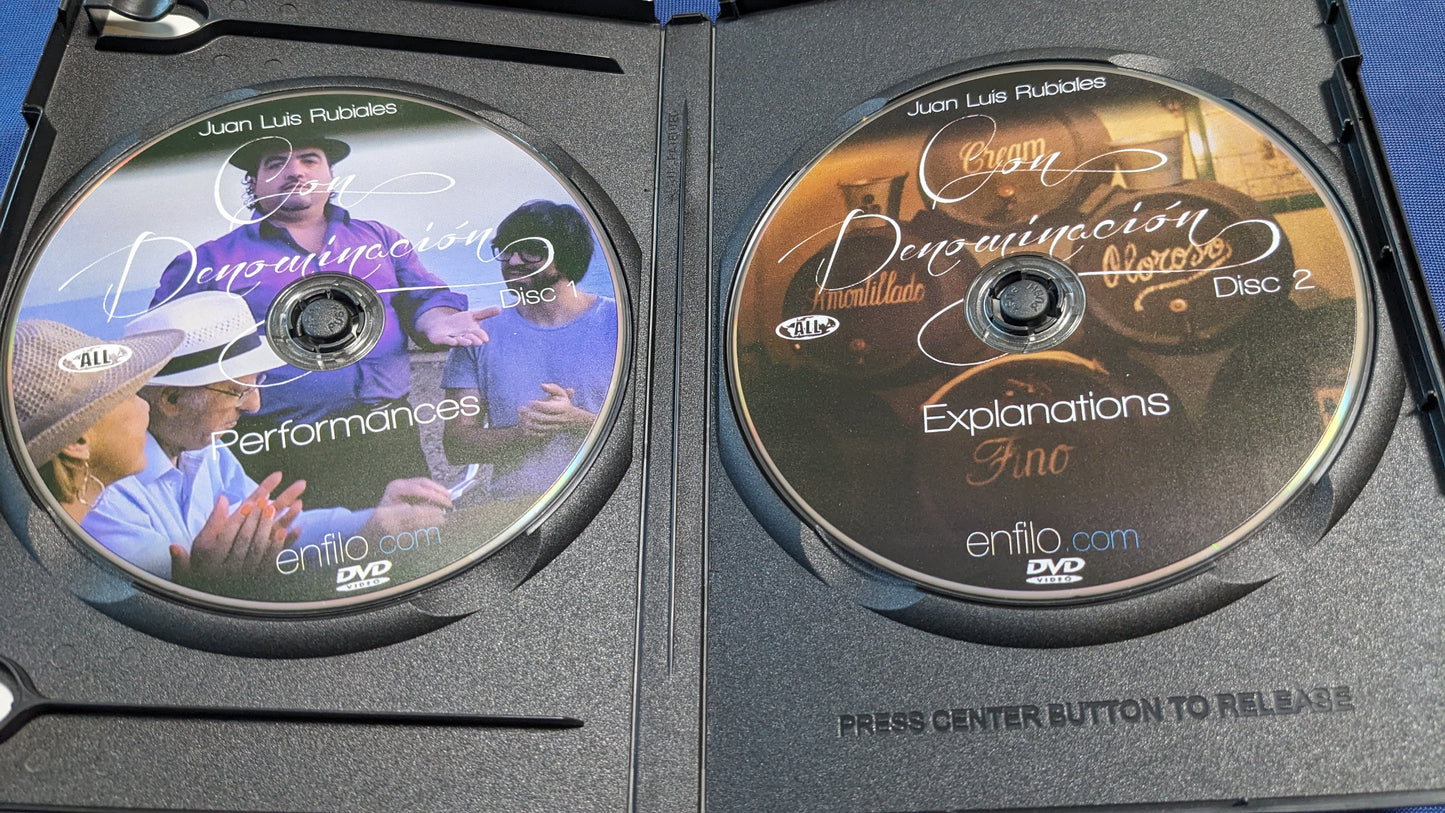 Juan Luis Rubiales
Con
Denominación
Disc 1
ALL
Performances
enfilo.com
DVD
VIDEO
Juan Luis Rubiales
Cream
Con
Denominación
Oloroso
Amontillado
Disc 2
ALL
Explanations
Fino
enfilo.com
DVD
VIDEO
PRESS CENTER BUTTON TO RELEASE